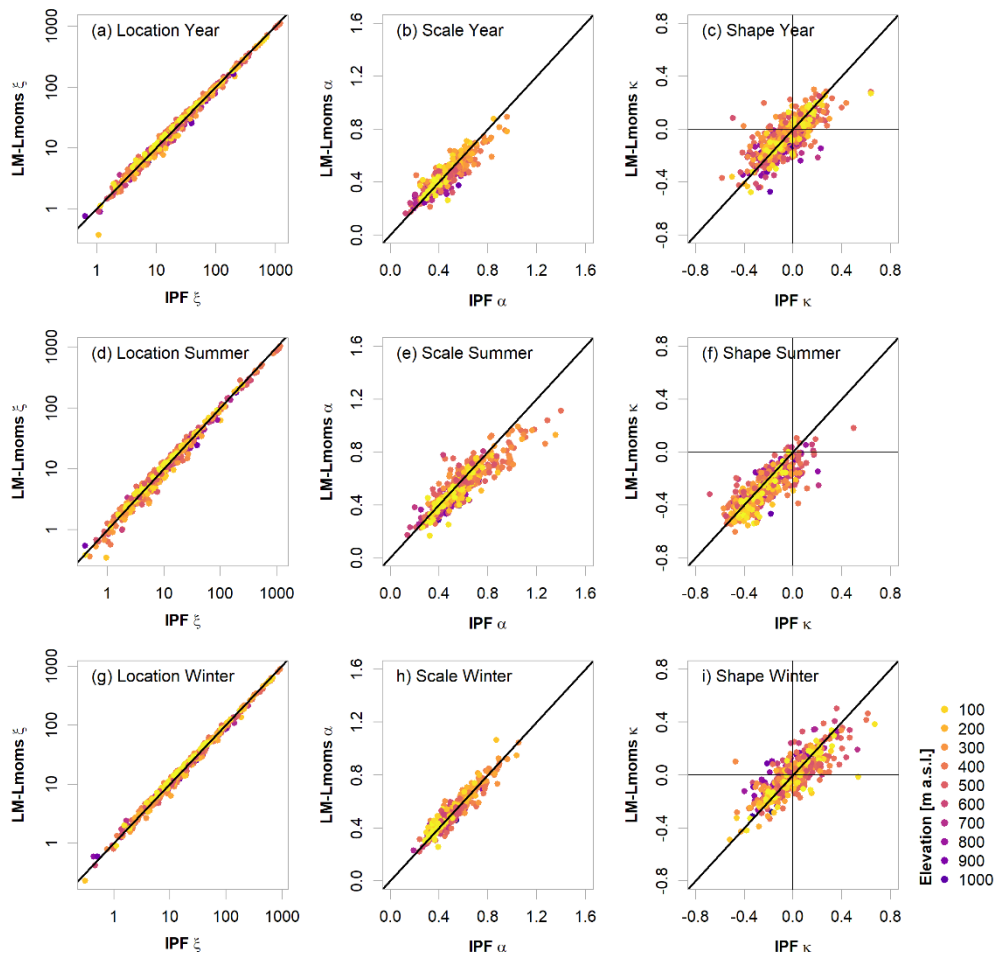 (a) Location Year
LM-Lmoms ξ
1 10 100 1000
1 10 100 1000
IPF ξ
(b) Scale Year
LM-Lmoms α
0.0 0.4 0.8 1.2 1.6
0.0 0.4 0.8 1.2 1.6
IPF α
(c) Shape Year
LM-Lmoms κ
-0.8 -0.4 0.0 0.4 0.8
-0.8 -0.4 0.0 0.4 0.8
IPF κ
(d) Location Summer
LM-Lmoms ξ
1 10 100 1000
1 10 100 1000
IPF ξ
(e) Scale Summer
LM-Lmoms α
0.0 0.4 0.8 1.2 1.6
0.0 0.4 0.8 1.2 1.6
IPF α
(f) Shape Summer
LM-Lmoms κ
-0.8 -0.4 0.0 0.4 0.8
-0.8 -0.4 0.0 0.4 0.8
IPF κ
(g) Location Winter
LM-Lmoms ξ
1 10 100 1000
1 10 100 1000
IPF ξ
h) Scale Winter
LM-Lmoms α
0.0 0.4 0.8 1.2 1.6
0.0 0.4 0.8 1.2 1.6
IPF α
i) Shape Winter
LM-Lmoms κ
-0.8 -0.4 0.0 0.4 0.8
-0.8 -0.4 0.0 0.4 0.8
IPF κ
Elevation [m a.s.l.]
100
200
300
400
500
600
700
800
900
1000